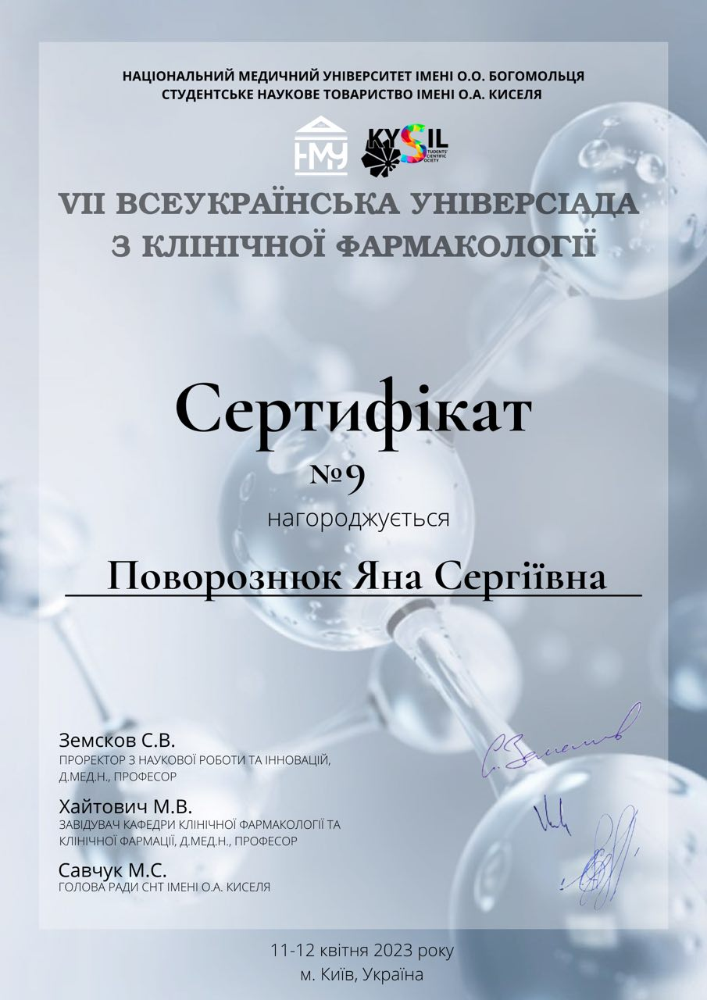 НАЦІОНАЛЬНИЙ МЕДИЧНИЙ УНІВЕРСИТЕТ ІМЕНІ О.О. БОГОМОЛЬЦЯ
СТУДЕНТСЬКЕ НАУКОВЕ ТОВАРИСТВО ІМЕНІ О.А. КИСЕЛЯ
НМУ
KYSIL
STUDENTS'
SCIENTIFIC
SOCIETY
VII ВСЕУКРАЇНСЬКА УНІВЕРСІАДА
З КЛІНІЧНОЇ ФАРМАКОЛОГІЇ
Сертифікат
№9
нагороджується
Поворознюк Яна Сергіївна
Земсков С.В.
ПРОРЕКТОР З НАУКОВОЇ РОБОТИ ТА ІННОВАЦІЙ,
Д.МЕД.Н., ПРОФЕСОР
Хайтович М.В.
ЗАВІДУВАЧ КАФЕДРИ КЛІНІЧНОЇ ФАРМАКОЛОГІЇ ТА
КЛІНІЧНОЇ ФАРМАЦІЇ, Д.МЕД.Н., ПРОФЕСОР
Савчук М.С.
ГОЛОВА РАДИ СНТ ІМЕНІ О.А. КИСЕЛЯ
11-12 квітня 2023 року
м. Київ, Україна